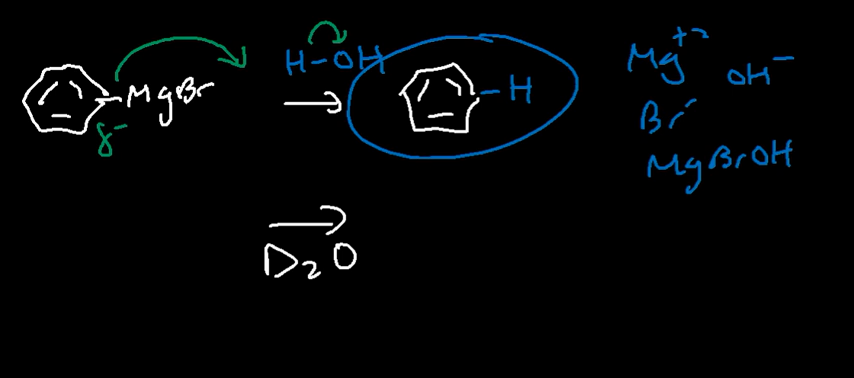 H-OH
MgBr
δ⁻
H
Mg⁺²
OH⁻
Br⁻
MgBrOH
D₂O